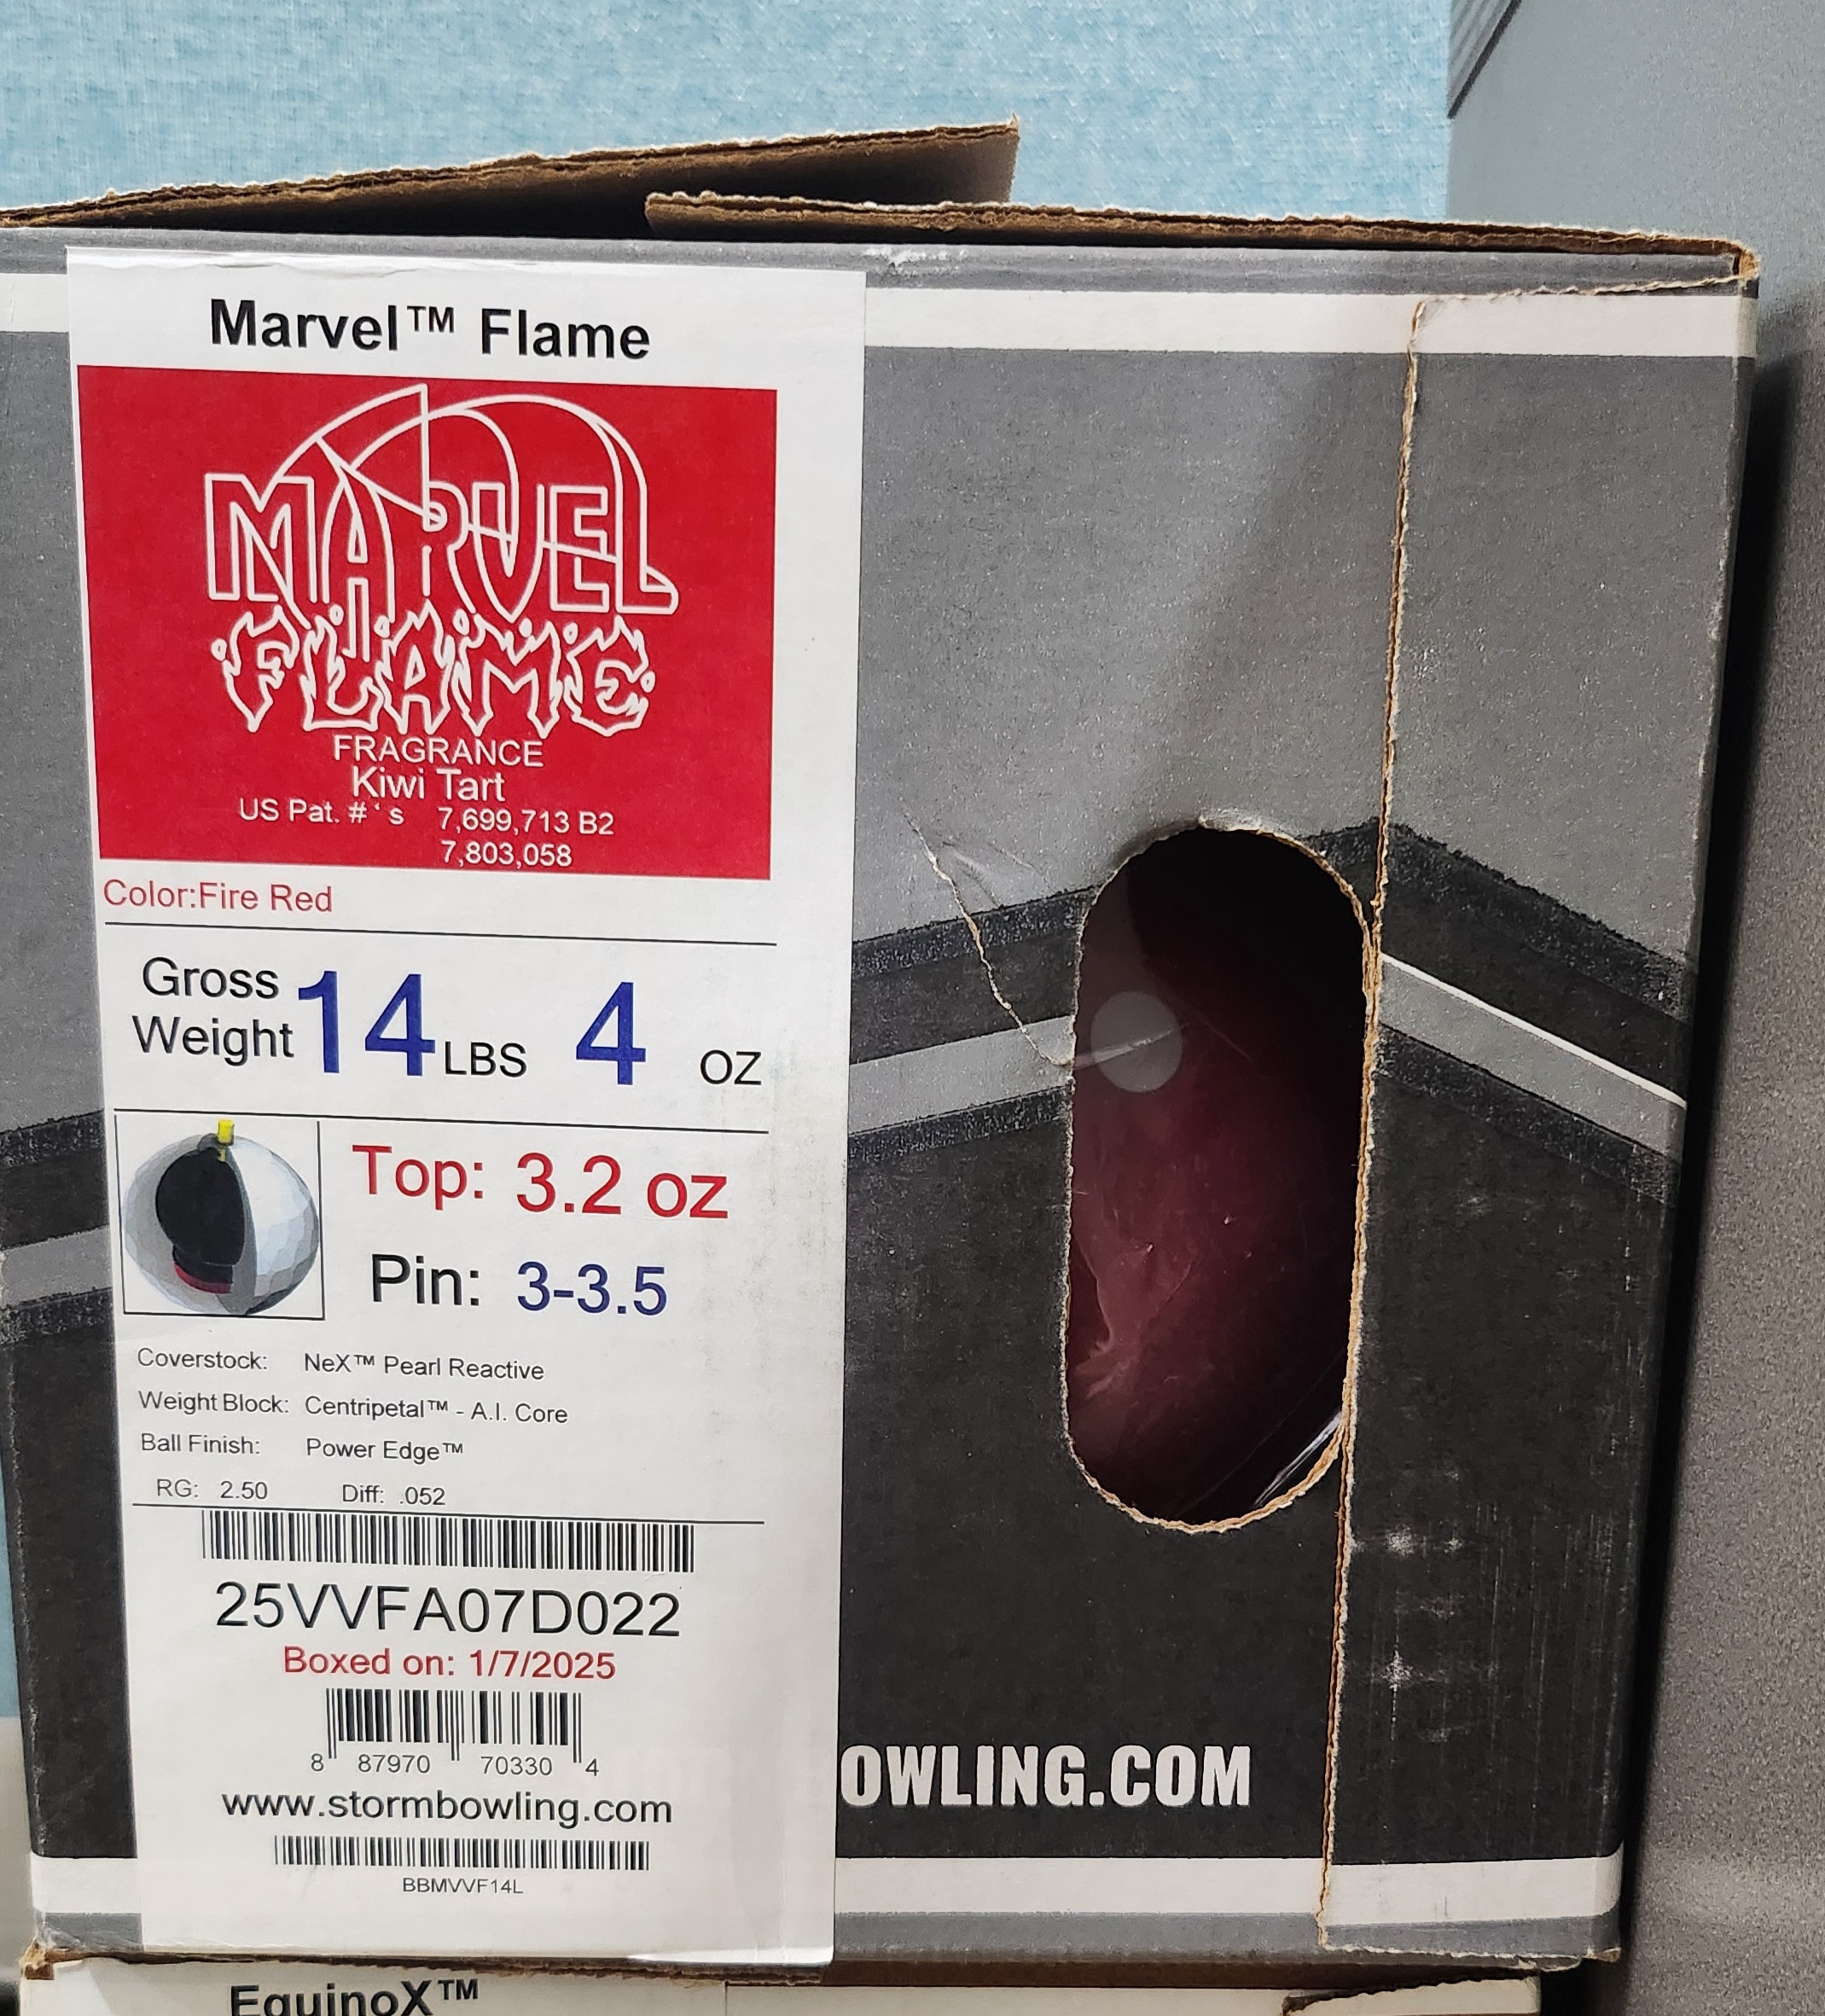 Marvel™ Flame
MARVEL
FLAME
FRAGRANCE
Kiwi Tart
US Pat. #'s 7,699,713 B2
7,803,058
Color:Fire Red
Gross Weight 14 LBS 4 OZ
Top: 3.2 oz
Pin: 3-3.5
Coverstock: NeX™ Pearl Reactive
Weight Block: Centripetal™ - A.I. Core
Ball Finish: Power Edge™
RG: 2.50 Diff: .052
25VVFA07D022
Boxed on: 1/7/2025
8 87970 70330 4
www.stormbowling.com
BBMVVF14L
OWLING.COM
EquinoX™